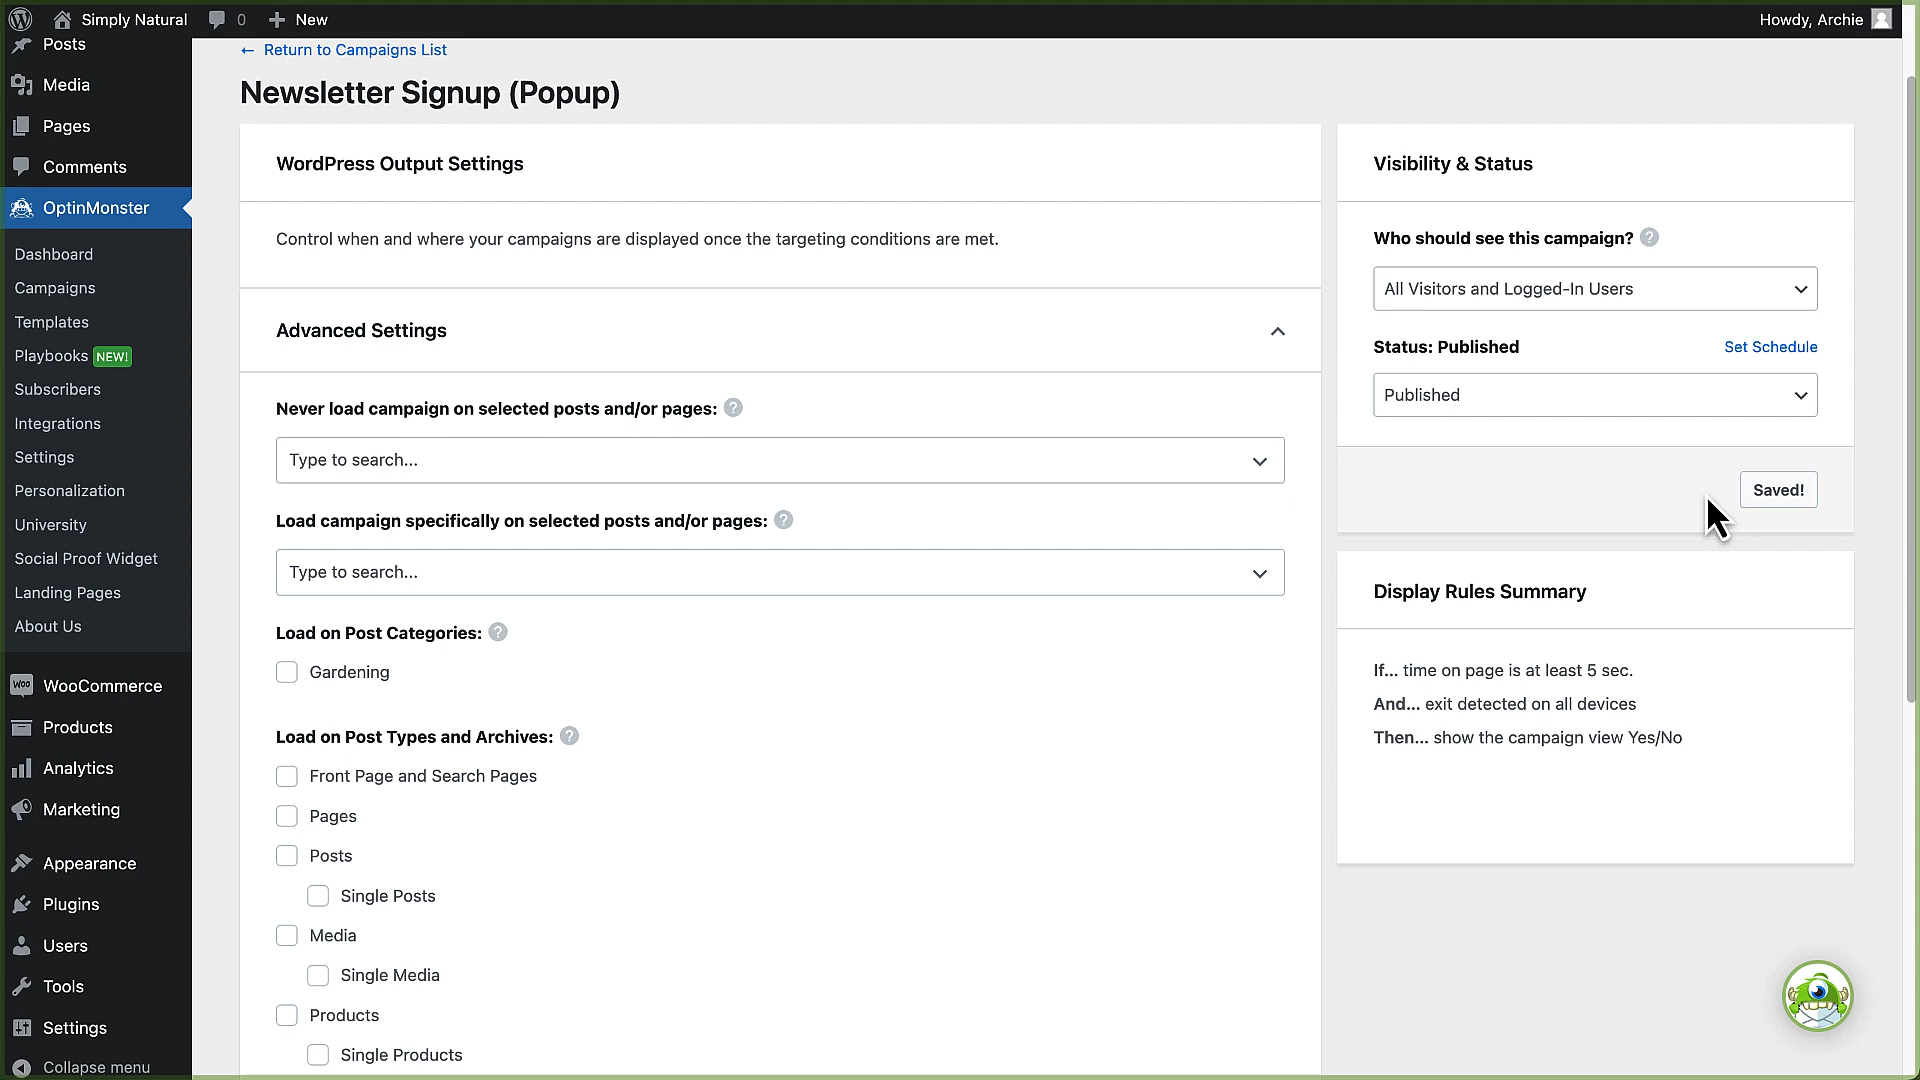 Simply Natural
0
New
Howdy, Archie
Posts
Media
Pages
Comments
OptinMonster
Dashboard
Campaigns
Templates
Playbooks NEW!
Subscribers
Integrations
Settings
Personalization
University
Social Proof Widget
Landing Pages
About Us
WOO WooCommerce
Products
Analytics
Marketing
Appearance
Plugins
Users
Tools
Settings
Collapse menu
← Return to Campaigns List
Newsletter Signup (Popup)
WordPress Output Settings
Control when and where your campaigns are displayed once the targeting conditions are met.
Advanced Settings
Never load campaign on selected posts and/or pages: ?
Type to search...
Load campaign specifically on selected posts and/or pages: ?
Type to search...
Load on Post Categories: ?
Gardening
Load on Post Types and Archives: ?
Front Page and Search Pages
Pages
Posts
Single Posts
Media
Single Media
Products
Single Products
Visibility & Status
Who should see this campaign? ?
All Visitors and Logged-In Users
Status: Published
Set Schedule
Published
Saved!
Display Rules Summary
If... time on page is at least 5 sec.
And... exit detected on all devices
Then... show the campaign view Yes/No